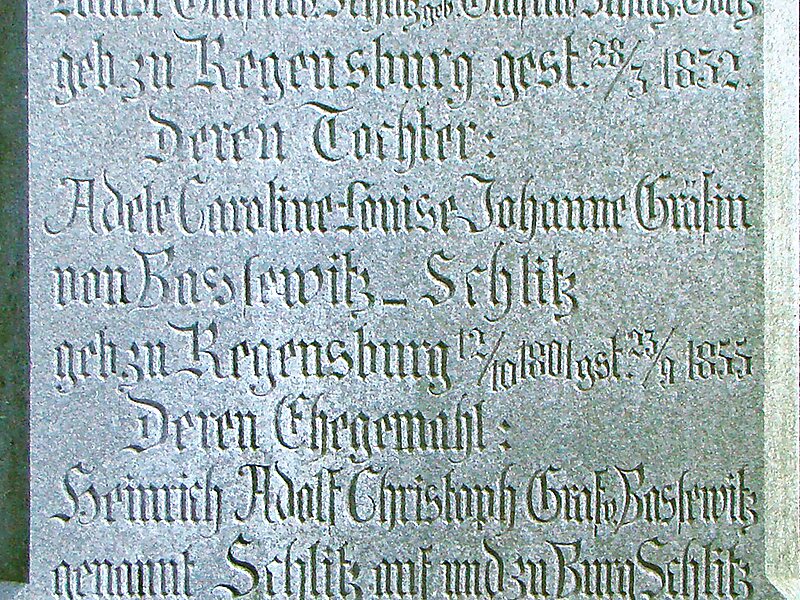 geb. zu Regensburg gest. 28/3 1832.
Deren Tochter:
Adele Caroline Louise Johanne Gräfin
von Bassewitz - Schlitz
geb. zu Regensburg 12/10 1801 gst. 23/9 1855
Deren Ehegemahl:
Heinrich Adolf Christoph Graf v. Bassewitz
genannt Schlitz auf und zu Burg Schlitz